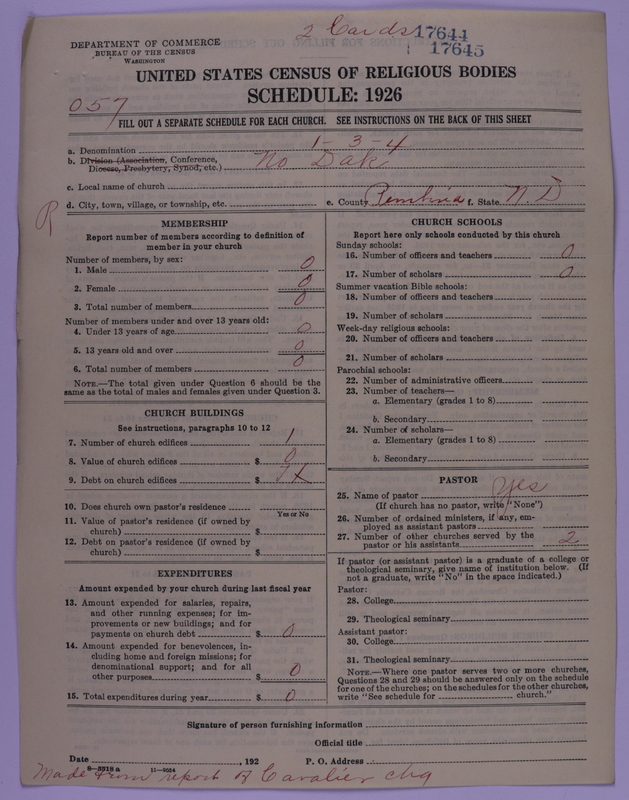 2 Cards 17644
17645
DEPARTMENT OF COMMERCE
BUREAU OF THE CENSUS
WASHINGTON
UNITED STATES CENSUS OF RELIGIOUS BODIES
SCHEDULE: 1926
057
FILL OUT A SEPARATE SCHEDULE FOR EACH CHURCH. SEE INSTRUCTIONS ON THE BACK OF THIS SHEET
a. Denomination 1-3-4
b. Division (Association, Conference, Diocese, Presbytery, Synod, etc.) No Dak
c. Local name of church
d. City, town, village, or township, etc. e. County Pembina f. State N. D
R
MEMBERSHIP
Report number of members according to definition of
member in your church
Number of members, by sex:
1. Male 0
2. Female 0
3. Total number of members 0
Number of members under and over 13 years old:
4. Under 13 years of age 0
5. 13 years old and over 0
6. Total number of members 0
NOTE.—The total given under Question 6 should be
same as the total of males and females given under Question 3.
CHURCH BUILDINGS
See instructions, paragraphs 10 to 12
7. Number of church edifices 1
8. Value of church edifices $ 0
9. Debt on church edifices $
10. Does church own pastor's residence
Yes or No
11. Value of pastor's residence (if owned by
church) $
12. Debt on pastor's residence (if owned by
church) $
EXPENDITURES
Amount expended by your church during last fiscal year
13. Amount expended for salaries, repairs,
and other running expenses; for im-
provements or new buildings; and for
payments on church debt $ 0
14. Amount expended for benevolences, in-
cluding home and foreign missions; for
denominational support; and for all
other purposes $ 0
15. Total expenditures during year $ 0
CHURCH SCHOOLS
Report here only schools conducted by this church
Sunday schools:
16. Number of officers and teachers 0
17. Number of scholars 0
Summer vacation Bible schools:
18. Number of officers and teachers
19. Number of scholars
Week-day religious schools:
20. Number of officers and teachers
21. Number of scholars
Parochial schools:
22. Number of administrative officers
23. Number of teachers—
a. Elementary (grades 1 to 8)
b. Secondary
24. Number of scholars—
a. Elementary (grades 1 to 8)
b. Secondary
PASTOR
25. Name of pastor yes
(If church has no pastor, write "None")
26. Number of ordained ministers, if any, em-
ployed as assistant pastors
27. Number of other churches served by the
pastor or his assistants 2
If pastor (or assistant pastor) is a graduate of a college or
theological seminary, give name of institution below. (If
not a graduate, write "No" in the space indicated.)
Pastor:
28. College
29. Theological seminary
Assistant pastor:
30. College
31. Theological seminary
NOTE.—Where one pastor serves two or more churches,
Questions 28 and 29 should be answered only on the schedule
for one of the churches; on the schedules for the other churches,
write "See schedule for church."
Signature of person furnishing information
Official title
Date , 192 P. O. Address
8—5318 a 11—9024
Made from report of Cavalier chg